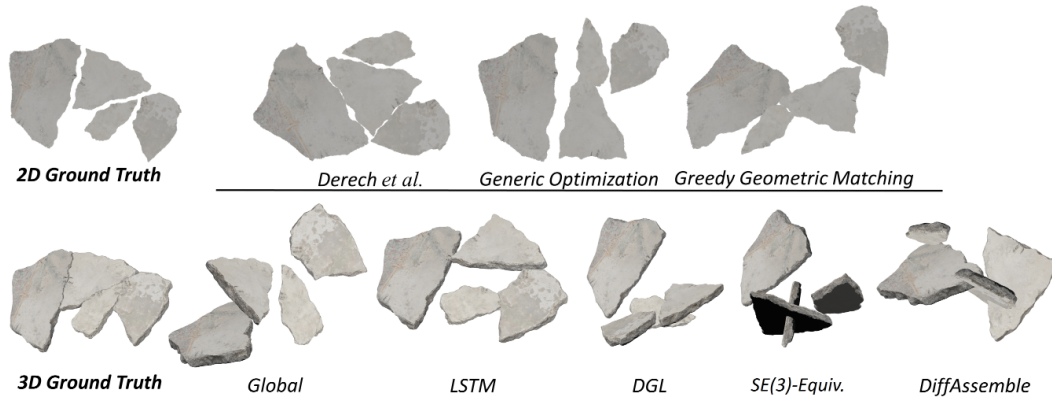 2D Ground Truth
Derech et al.
Generic Optimization
Greedy Geometric Matching
3D Ground Truth
Global
LSTM
DGL
SE(3)-Equiv.
DiffAssemble